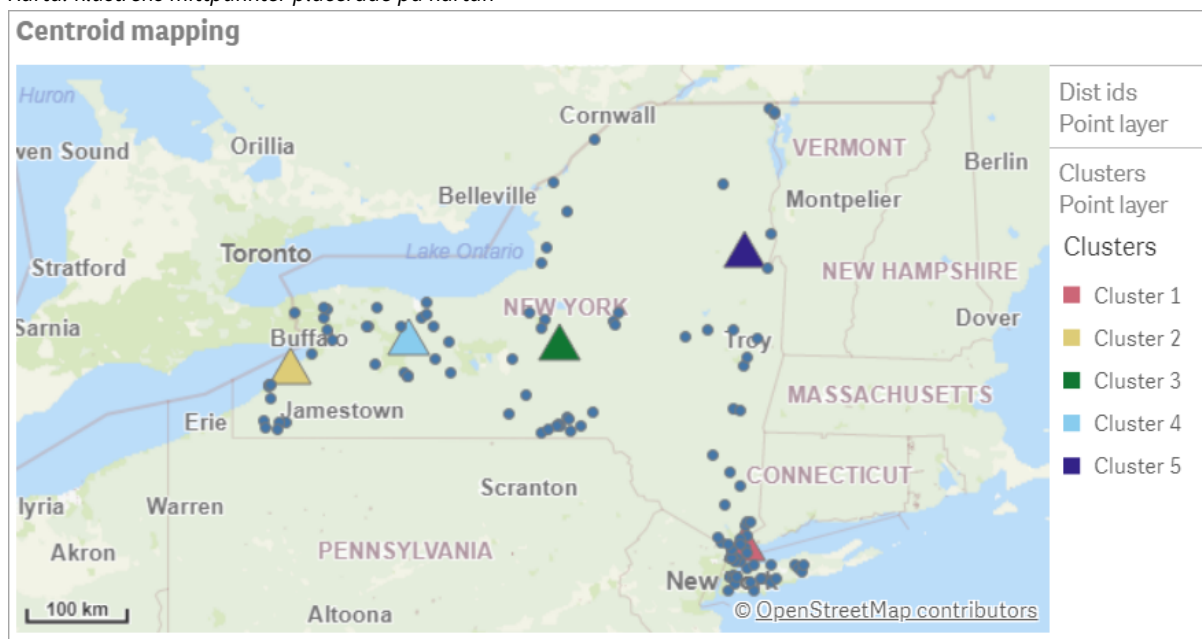 Centroid mapping
Huron
Cornwall
Dist ids
Point layer
ven Sound
Orillia
VERMONT
Berlin
Clusters
Point layer
Belleville
Montpelier
Toronto
Lake Ontario
Clusters
Stratford
NEW HAMPSHIRE
Cluster 1
NEW YORK
Sarnia
Buffalo
Troy
Dover
Cluster 2
Cluster 3
MASSACHUSETTS
Erie
Jamestown
Cluster 4
Cluster 5
CONNECTICUT
Scranton
lyria
Warren
Akron
PENNSYLVANIA
New
100 km
Altoona
© OpenStreetMap contributors